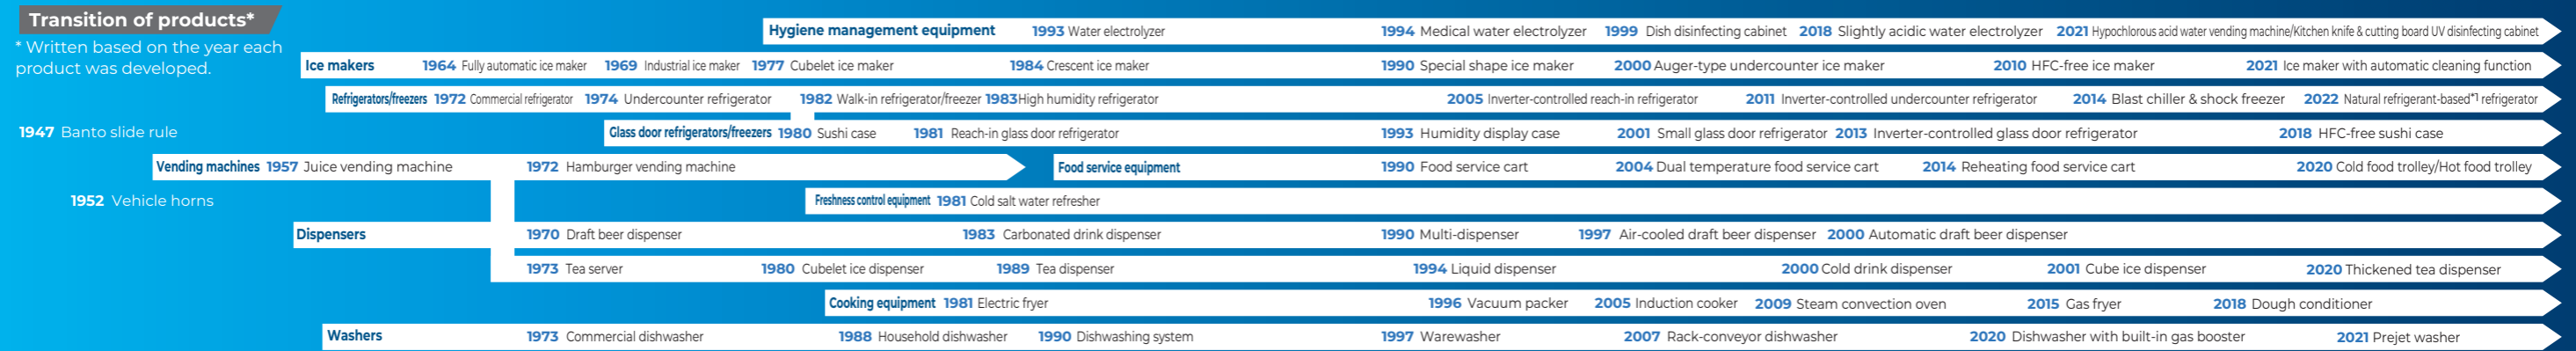 Transition of products*
* Written based on the year each
product was developed.
Hygiene management equipment 1993 Water electrolyzer 1994 Medical water electrolyzer 1999 Dish disinfecting cabinet 2018 Slightly acidic water electrolyzer 2021 Hypochlorous acid water vending machine/Kitchen knife & cutting board UV disinfecting cabinet
Ice makers 1964 Fully automatic ice maker 1969 Industrial ice maker 1977 Cubelet ice maker 1984 Crescent ice maker 1990 Special shape ice maker 2000 Auger-type undercounter ice maker 2010 HFC-free ice maker 2021 Ice maker with automatic cleaning function
Refrigerators/freezers 1972 Commercial refrigerator 1974 Undercounter refrigerator 1982 Walk-in refrigerator/freezer 1983 High humidity refrigerator 2005 Inverter-controlled reach-in refrigerator 2011 Inverter-controlled undercounter refrigerator 2014 Blast chiller & shock freezer 2022 Natural refrigerant-based*1 refrigerator
1947 Banto slide rule
Glass door refrigerators/freezers 1980 Sushi case 1981 Reach-in glass door refrigerator 1993 Humidity display case 2001 Small glass door refrigerator 2013 Inverter-controlled glass door refrigerator 2018 HFC-free sushi case
Vending machines 1957 Juice vending machine 1972 Hamburger vending machine
Food service equipment 1990 Food service cart 2004 Dual temperature food service cart 2014 Reheating food service cart 2020 Cold food trolley/Hot food trolley
1952 Vehicle horns
Freshness control equipment 1981 Cold salt water refresher
Dispensers 1970 Draft beer dispenser 1983 Carbonated drink dispenser 1990 Multi-dispenser 1997 Air-cooled draft beer dispenser 2000 Automatic draft beer dispenser
1973 Tea server 1980 Cubelet ice dispenser 1989 Tea dispenser 1994 Liquid dispenser 2000 Cold drink dispenser 2001 Cube ice dispenser 2020 Thickened tea dispenser
Cooking equipment 1981 Electric fryer 1996 Vacuum packer 2005 Induction cooker 2009 Steam convection oven 2015 Gas fryer 2018 Dough conditioner
Washers 1973 Commercial dishwasher 1988 Household dishwasher 1990 Dishwashing system 1997 Warewasher 2007 Rack-conveyor dishwasher 2020 Dishwasher with built-in gas booster 2021 Prejet washer